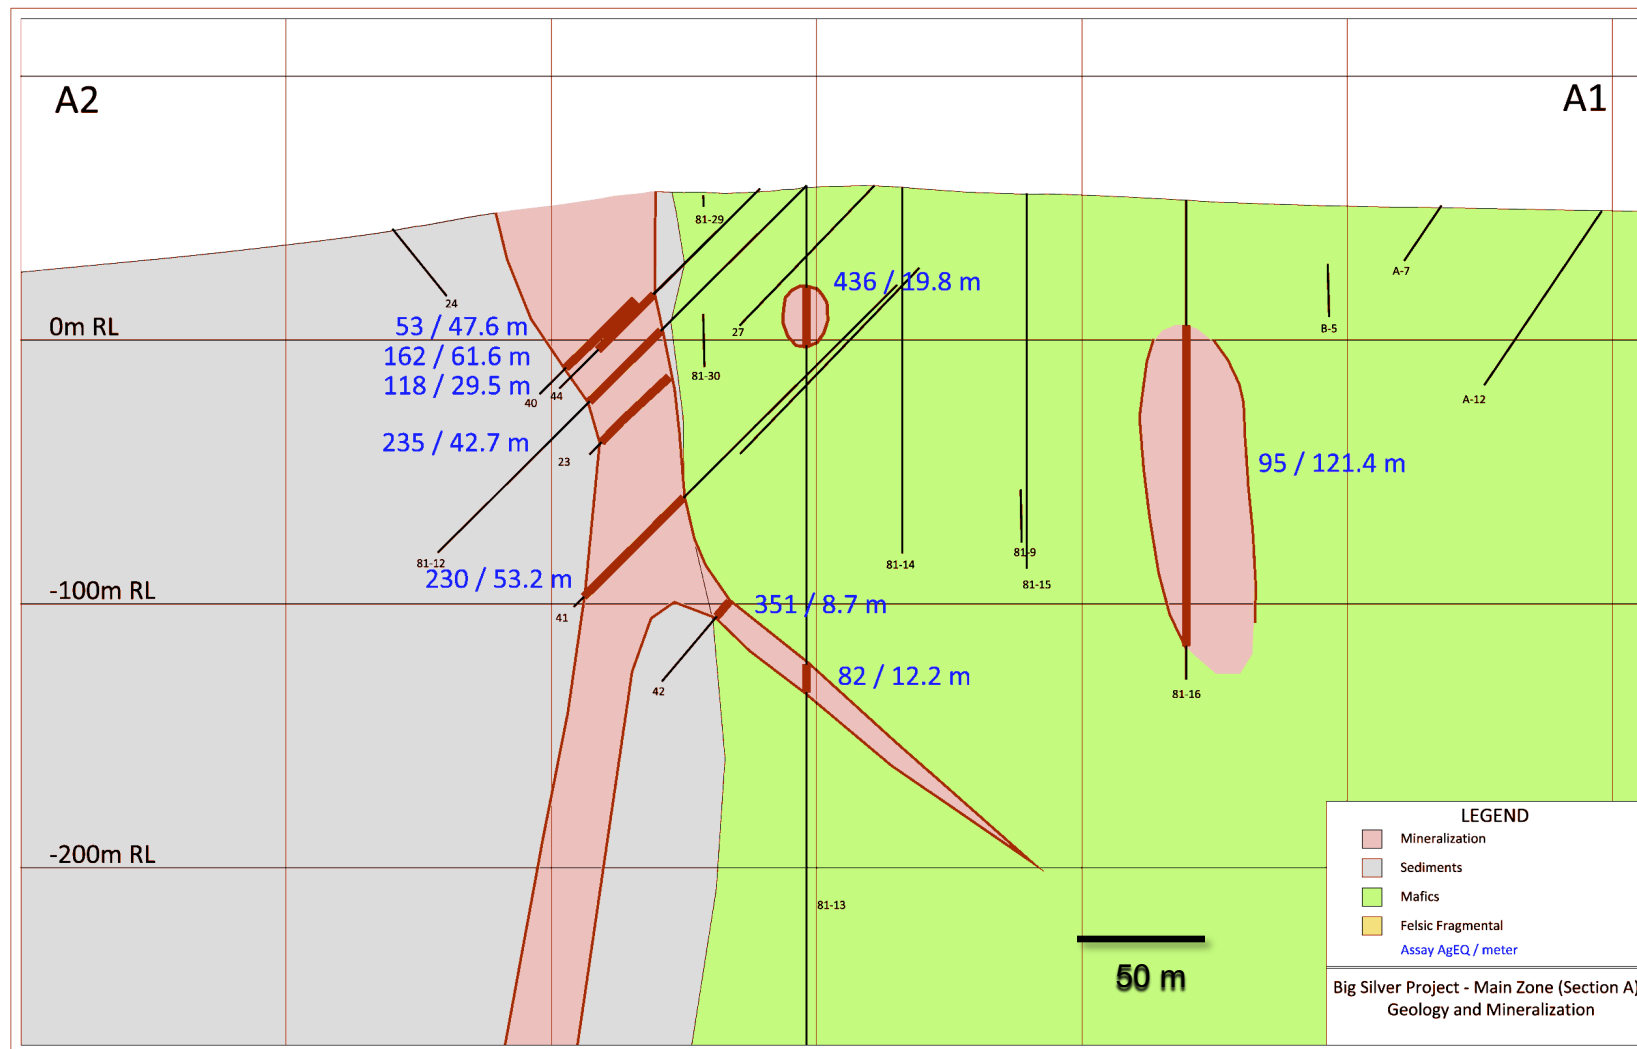 A2
A1
81-29
24
436 / 19.8 m
A-7
53 / 47.6 m
0m RL
27
B-5
162 / 61.6 m
81-30
118 / 29.5 m
40
44
A-12
235 / 42.7 m
23
95 / 121.4 m
81-12
81-14
81-9
230 / 53.2 m
81-15
-100m RL
351 / 8.7 m
41
82 / 12.2 m
42
81-16
-200m RL
81-13
50 m
LEGEND
Mineralization
Sediments
Mafics
Felsic Fragmental
Assay AgEQ / meter
Big Silver Project - Main Zone (Section A)
Geology and Mineralization